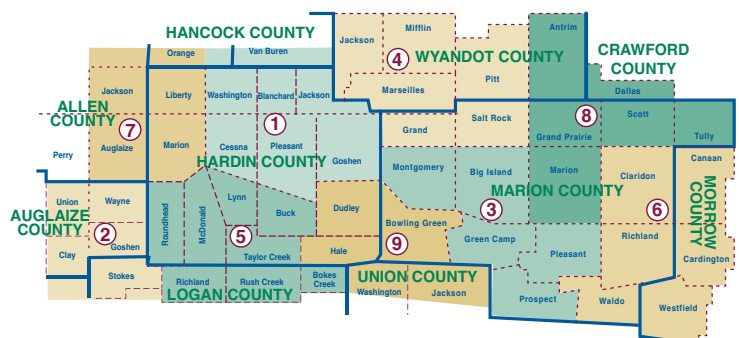 HANCOCK COUNTY
Mifflin
Antrim
Jackson
Orange
Van Buren
WYANDOT COUNTY
4
CRAWFORD
COUNTY
Pitt
Jackson
Liberty
Washington
Blanchard
Jackson
Marseilles
Dallas
ALLEN
COUNTY
7
1
8
Salt Rock
Scott
Grand
Grand Prairie
Tully
Auglaize
Perry
Marion
Cessna
Pleasant
HARDIN COUNTY
Goshen
Montgomery
Big Island
Marion
MARION COUNTY
Claridon
Canaan
MORROW
COUNTY
Union
Wayne
Roundhead
McDonald
Lynn
Buck
Dudley
Bowling Green
3
6
AUGLAIZE
COUNTY
2
Goshen
Clay
5
Taylor Creek
Hale
9
Green Camp
Pleasant
Richland
Cardington
Stokes
Richland
Rush Creek
Bokes
Creek
LOGAN COUNTY
UNION COUNTY
Washington
Jackson
Prospect
Waldo
Westfield